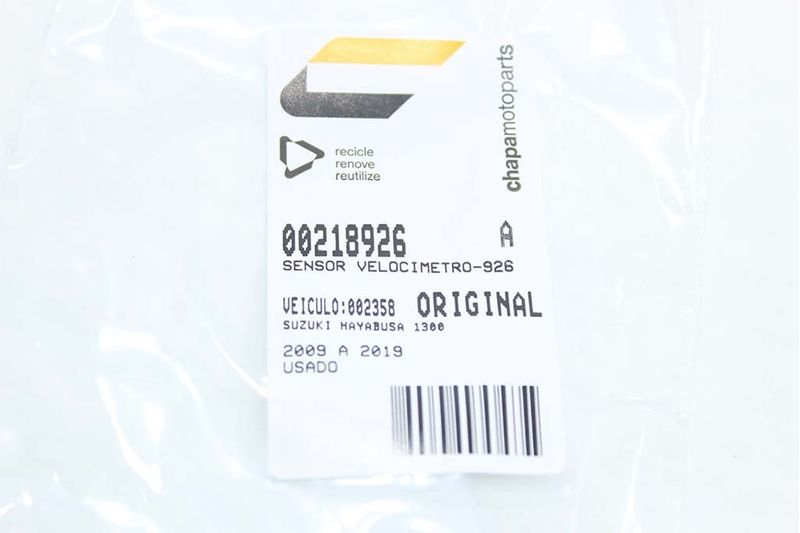 chapamotoparts
recicle
renove
reutilize
00218926 A
SENSOR VELOCIMETRO-926
VEICULO:002358 ORIGINAL
SUZUKI HAYABUSA 1300
2009 A 2019
USADO